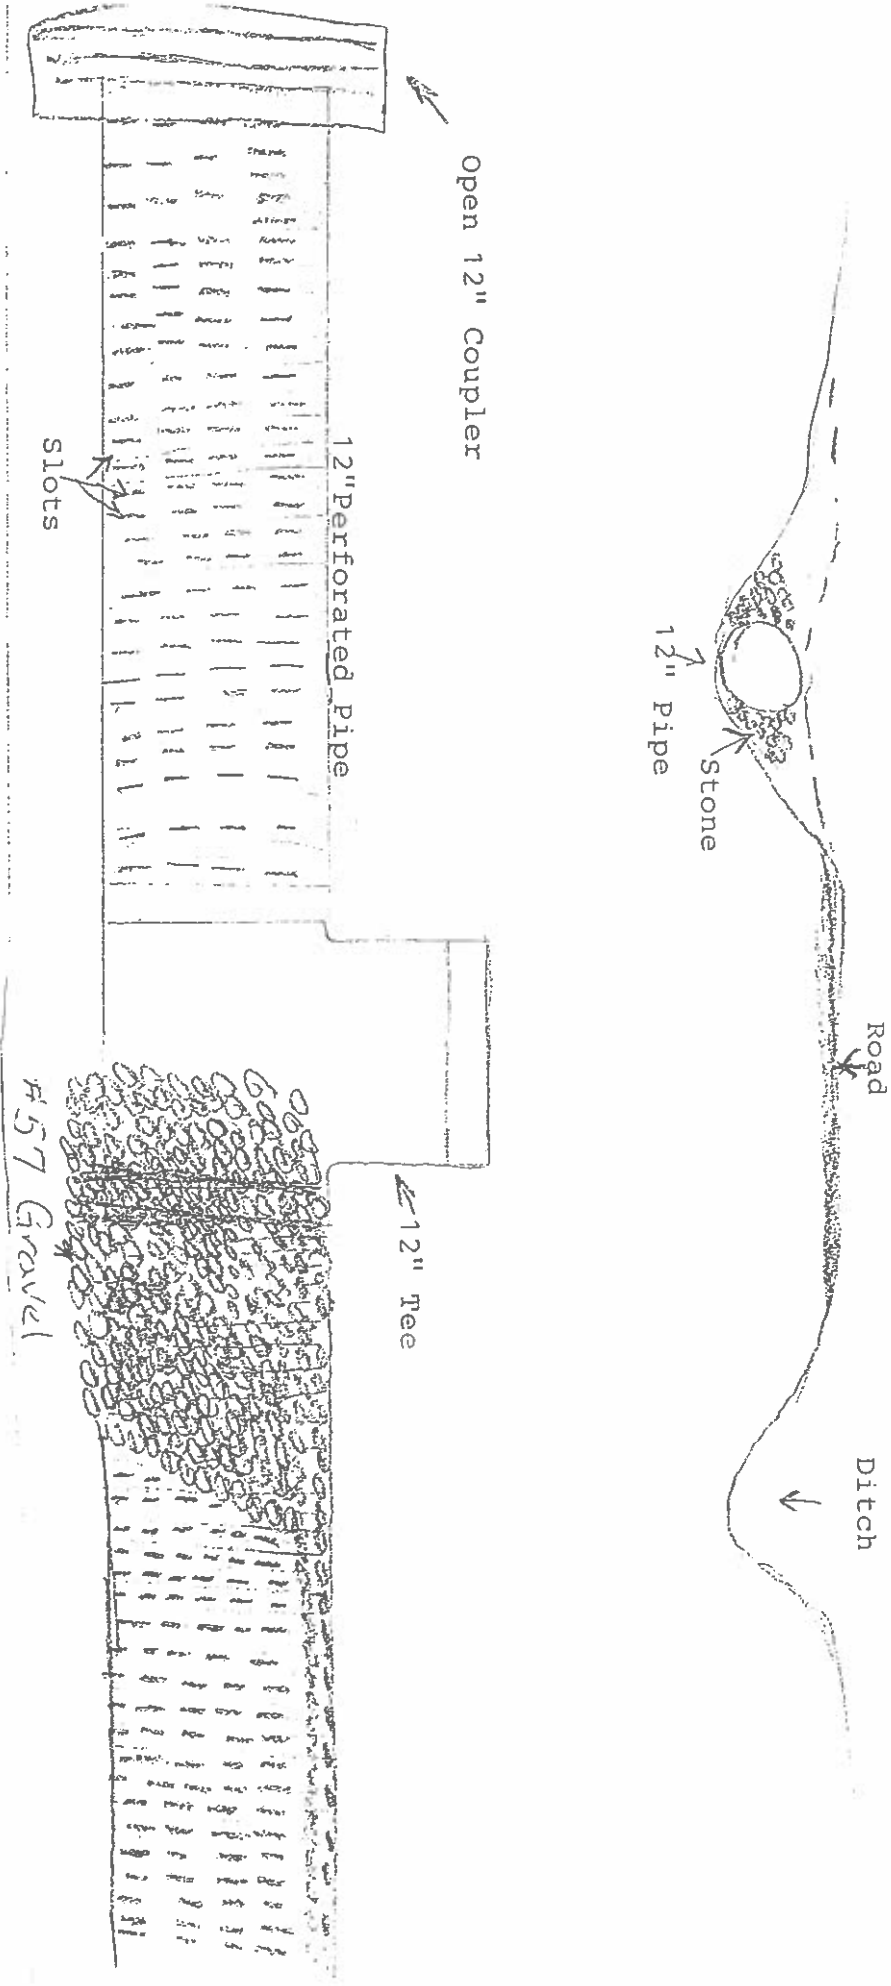 Road
Ditch
Stone
12" Pipe
Open 12" Coupler
12" Tee
12"Perforated Pipe
Slots
#57 Gravel